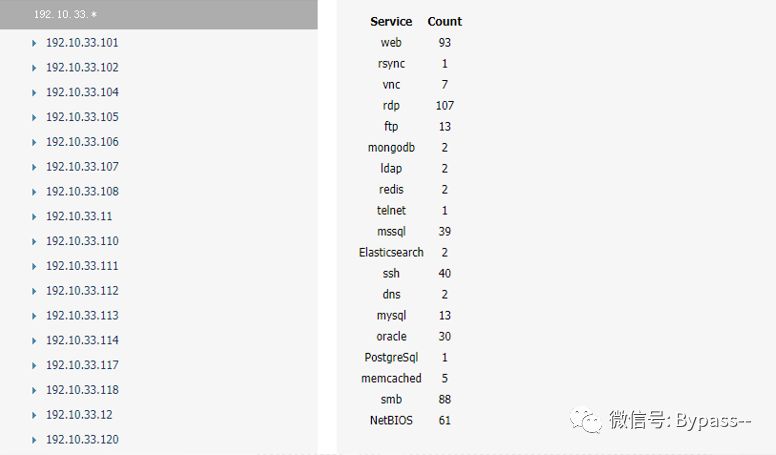 192.10.33.*
192.10.33.101
192.10.33.102
192.10.33.104
192.10.33.105
192.10.33.106
192.10.33.107
192.10.33.108
192.10.33.11
192.10.33.110
192.10.33.111
192.10.33.112
192.10.33.113
192.10.33.114
192.10.33.117
192.10.33.118
192.10.33.12
192.10.33.120
Service Count
web 93
rsync 1
vnc 7
rdp 107
ftp 13
mongodb 2
ldap 2
redis 2
telnet 1
mssql 39
Elasticsearch 2
ssh 40
dns 2
mysql 13
oracle 30
PostgreSql 1
memcached 5
smb 88
NetBIOS 61
微信号: Bypass--